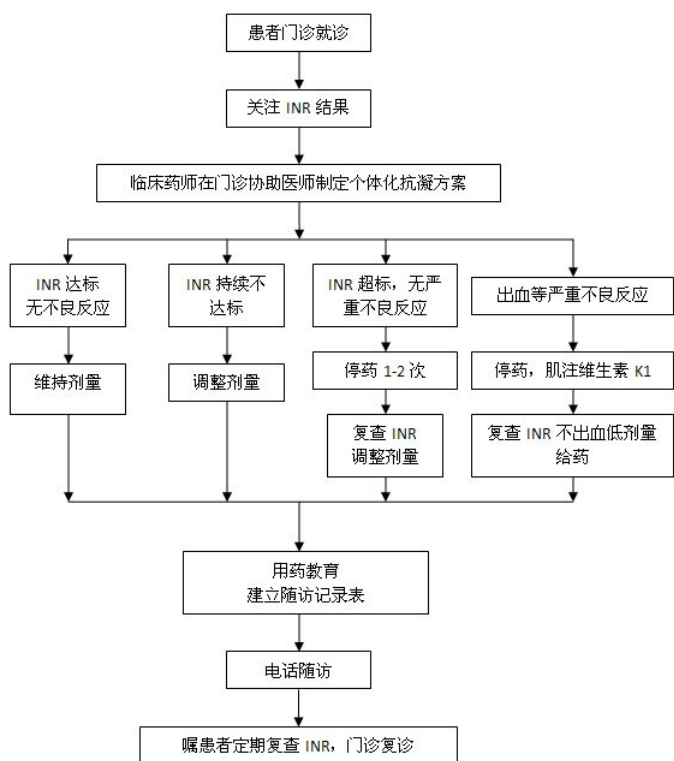 患者门诊就诊
关注 INR 结果
临床药师在门诊协助医师制定个体化抗凝方案
INR 达标
无不良反应
INR 持续不
达标
INR 超标，无严
重不良反应
出血等严重不良反应
维持剂量
调整剂量
停药 1-2 次
停药，肌注维生素 K1
复查 INR
调整剂量
复查 INR 不出血低剂量
给药
用药教育
建立随访记录表
电话随访
嘱患者定期复查 INR，门诊复诊